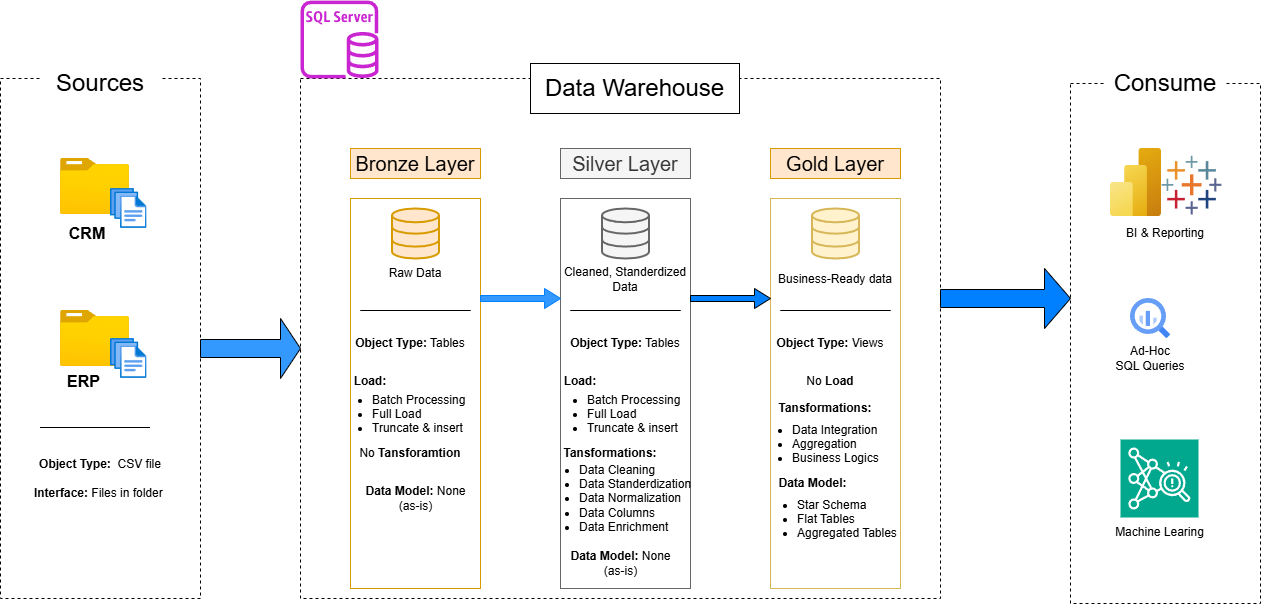 SQL Server
Sources
CRM
ERP
Object Type: CSV file
Interface: Files in folder
Data Warehouse
Bronze Layer
Raw Data
Object Type: Tables
Load:
Batch Processing
Full Load
Truncate & insert
No Tansforamtion
Data Model: None
(as-is)
Silver Layer
Cleaned, Standerdized
Data
Object Type: Tables
Load:
Batch Processing
Full Load
Truncate & insert
Tansformations:
Data Cleaning
Data Standerdization
Data Normalization
Data Columns
Data Enrichment
Data Model: None
(as-is)
Gold Layer
Business-Ready data
Object Type: Views
No Load
Tansformations:
Data Integration
Aggregation
Business Logics
Data Model:
Star Schema
Flat Tables
Aggregated Tables
Consume
BI & Reporting
Ad-Hoc
SQL Queries
Machine Learing